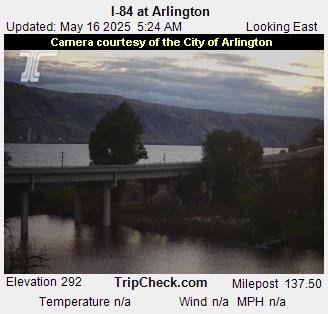 I-84 at Arlington
Updated: May 16 2025 5:24 AM Looking East
Camera courtesy of the City of Arlington
Elevation 292 TripCheck.com Milepost 137.50
Temperature n/a Wind n/a MPH n/a